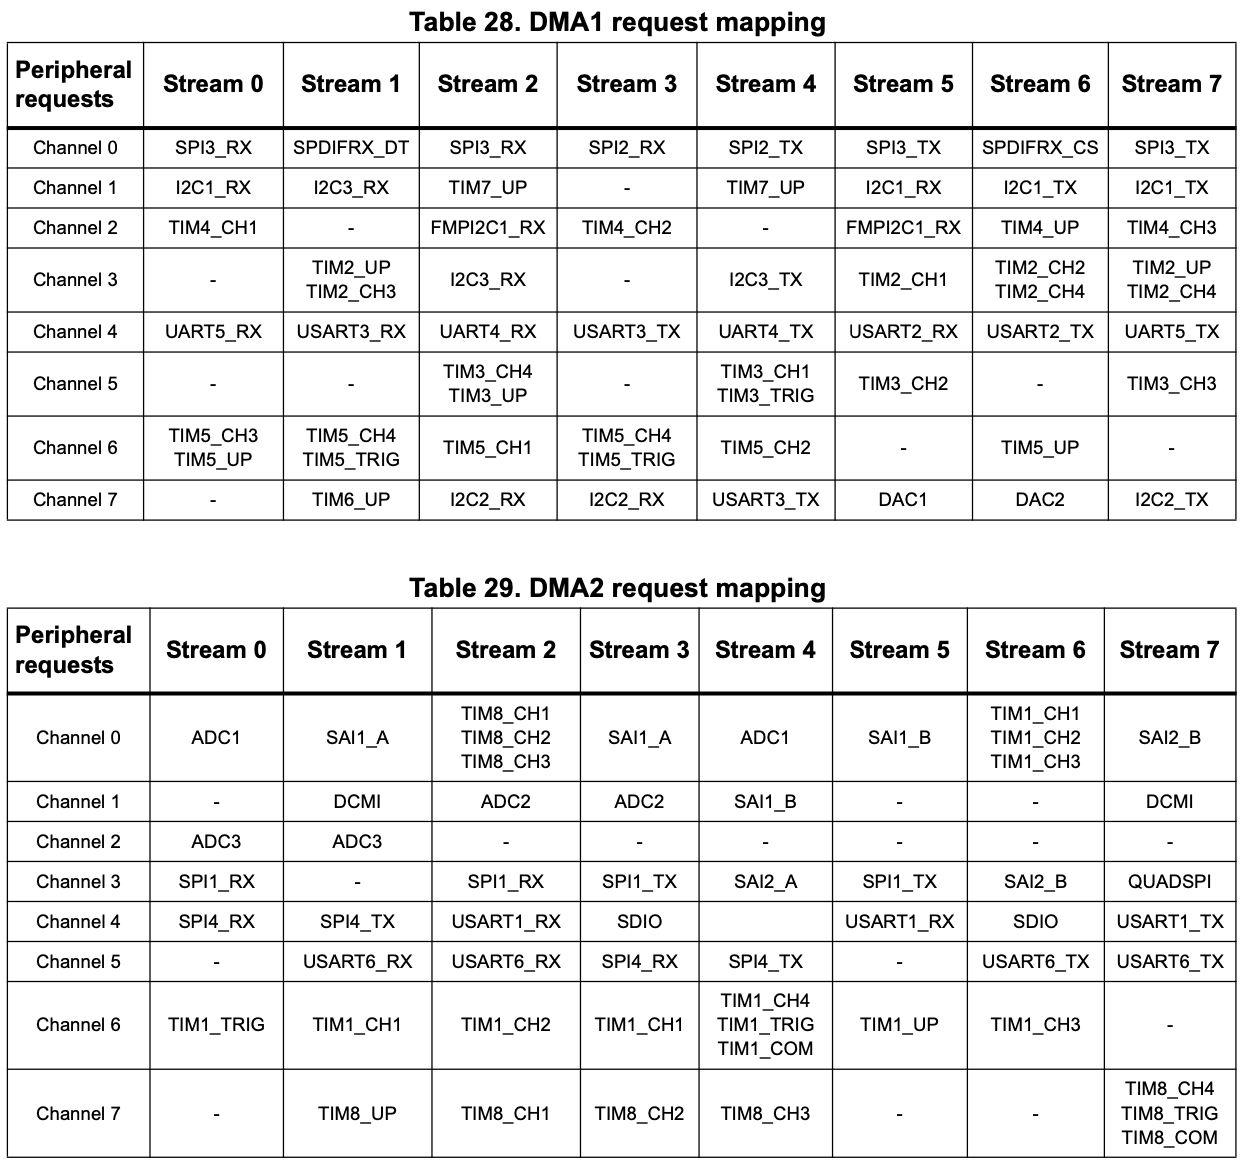 Table 28. DMA1 request mapping
Peripheral requests Stream 0 Stream 1 Stream 2 Stream 3 Stream 4 Stream 5 Stream 6 Stream 7
Channel 0 SPI3_RX SPDIFRX_DT SPI3_RX SPI2_RX SPI2_TX SPI3_TX SPDIFRX_CS SPI3_TX
Channel 1 I2C1_RX I2C3_RX TIM7_UP - TIM7_UP I2C1_RX I2C1_TX I2C1_TX
Channel 2 TIM4_CH1 - FMPI2C1_RX TIM4_CH2 - FMPI2C1_RX TIM4_UP TIM4_CH3
Channel 3 - TIM2_UP TIM2_CH3 I2C3_RX - I2C3_TX TIM2_CH1 TIM2_CH2 TIM2_CH4 TIM2_UP TIM2_CH4
Channel 4 UART5_RX USART3_RX UART4_RX USART3_TX UART4_TX USART2_RX USART2_TX UART5_TX
Channel 5 - - TIM3_CH4 TIM3_UP - TIM3_CH1 TIM3_TRIG TIM3_CH2 - TIM3_CH3
Channel 6 TIM5_CH3 TIM5_UP TIM5_CH4 TIM5_TRIG TIM5_CH1 TIM5_CH4 TIM5_TRIG TIM5_CH2 - TIM5_UP -
Channel 7 - TIM6_UP I2C2_RX I2C2_RX USART3_TX DAC1 DAC2 I2C2_TX
Table 29. DMA2 request mapping
Peripheral requests Stream 0 Stream 1 Stream 2 Stream 3 Stream 4 Stream 5 Stream 6 Stream 7
Channel 0 ADC1 SAI1_A TIM8_CH1 TIM8_CH2 TIM8_CH3 SAI1_A ADC1 SAI1_B TIM1_CH1 TIM1_CH2 TIM1_CH3 SAI2_B
Channel 1 - DCMI ADC2 ADC2 SAI1_B - - DCMI
Channel 2 ADC3 ADC3 - - - - - -
Channel 3 SPI1_RX - SPI1_RX SPI1_TX SAI2_A SPI1_TX SAI2_B QUADSPI
Channel 4 SPI4_RX SPI4_TX USART1_RX SDIO USART1_RX SDIO USART1_TX
Channel 5 - USART6_RX USART6_RX SPI4_RX SPI4_TX - USART6_TX USART6_TX
Channel 6 TIM1_TRIG TIM1_CH1 TIM1_CH2 TIM1_CH1 TIM1_CH4 TIM1_TRIG TIM1_COM TIM1_UP TIM1_CH3 -
Channel 7 - TIM8_UP TIM8_CH1 TIM8_CH2 TIM8_CH3 - - TIM8_CH4 TIM8_TRIG TIM8_COM